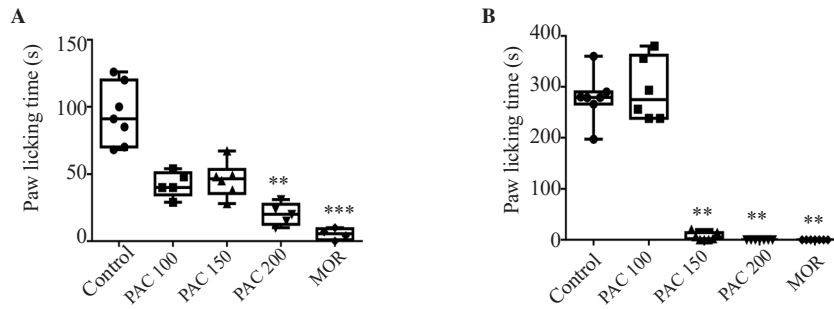 A
Paw licking time (s)
150
100
50
0
**
***
Control
PAC 100
PAC 150
PAC 200
MOR
B
Paw licking time (s)
400
300
200
100
0
**
**
**
Control
PAC 100
PAC 150
PAC 200
MOR